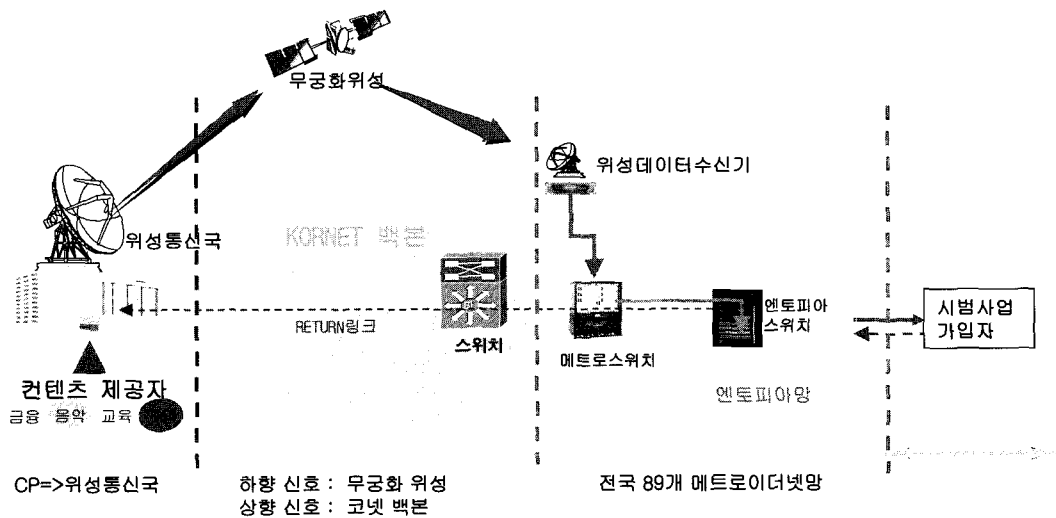 무궁화위성
위성데이터수신기
위성통신국
KORNET 백본
RETURN링크
스위치
메트로스위치
엔토피아
스위치
시범사업
가입자
엔토피아망
컨텐츠 제공자
금융 음악 교육
CP=>위성통신국
하향 신호 : 무궁화 위성
상향 신호 : 코넷 백본
전국 89개 메트로이더넷망